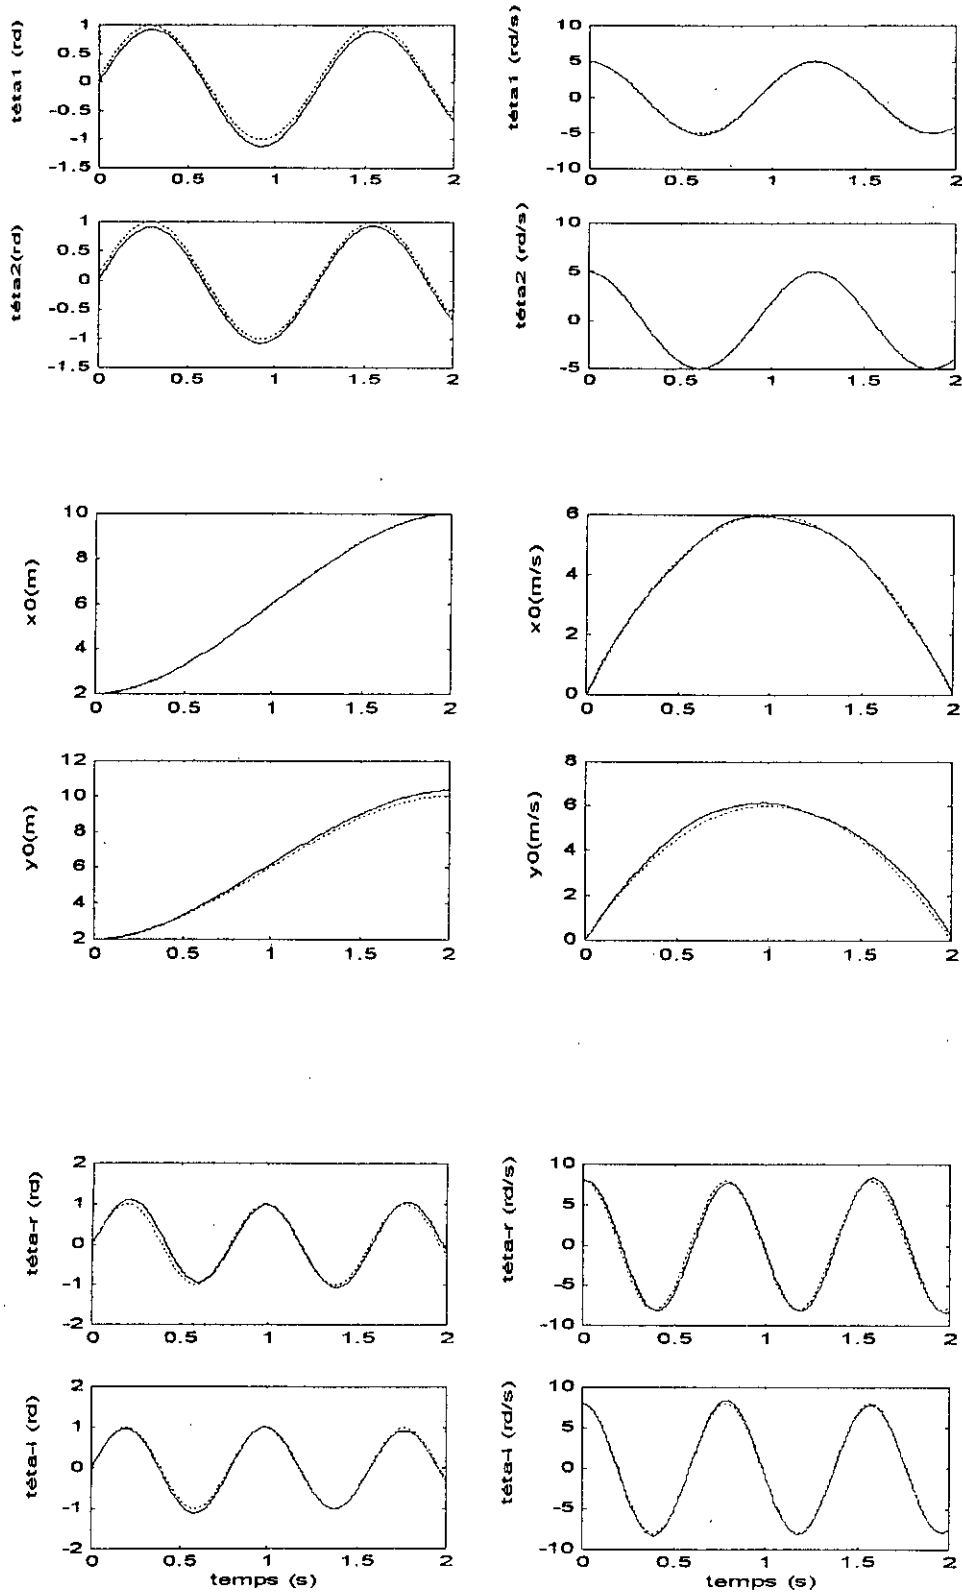 téta1 (rd)
1
0.5
0
-0.5
-1
-1.5
0 0.5 1 1.5 2
téta1 (rd/s)
10
5
0
-5
-10
0 0.5 1 1.5 2
téta2(rd)
1
0.5
0
-0.5
-1
-1.5
0 0.5 1 1.5 2
téta2 (rd/s)
10
5
0
-5
0 0.5 1 1.5 2
x0(m)
10
8
6
4
2
0 0.5 1 1.5 2
x0(m/s)
6
4
2
0
0 0.5 1 1.5 2
y0(m)
12
10
8
6
4
2
0 0.5 1 1.5 2
y0(m/s)
8
6
4
2
0
0 0.5 1 1.5 2
téta-r (rd)
2
1
0
-1
-2
0 0.5 1 1.5 2
téta-r (rd/s)
10
5
0
-5
-10
0 0.5 1 1.5 2
téta-l (rd)
2
1
0
-1
-2
0 0.5 1 1.5 2
temps (s)
téta-l (rd/s)
10
5
0
-5
-10
0 0.5 1 1.5 2
temps (s)